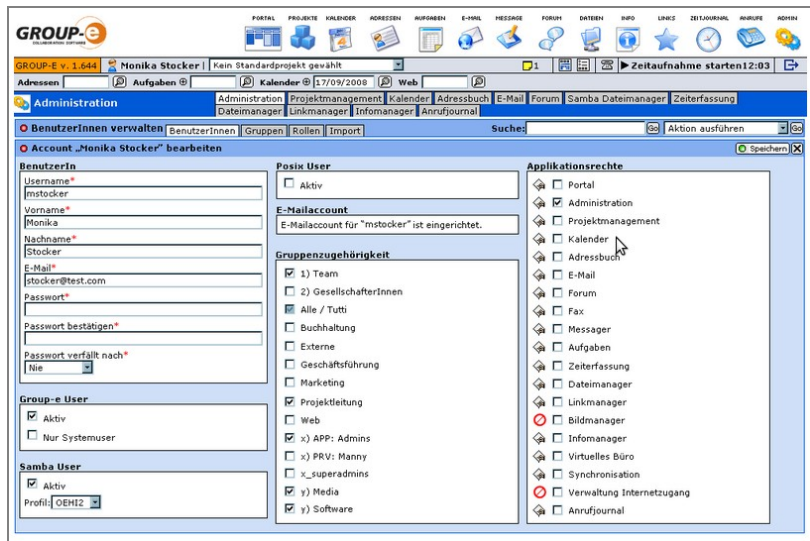 PORTAL PROJEKTE KALENDER ADRESSEN AUFGABEN E-MAIL MESSAGE FORUM DATEIEN INFO LINKS ZEITJOURNAL ANRUFE ADMIN
GROUP-E
COLLABORATION SOFTWARE
GROUP-E v. 1.644 Monika Stocker | Kein Standardprojekt gewählt 1 Zeitaufnahme starten 12:03
Adressen Aufgaben Kalender 17/09/2008 Web
Administration
Administration Projektmanagement Kalender Adressbuch E-Mail Forum Samba Dateimanager Zeiterfassung
Dateimanager Linkmanager Infomanager Anrufjournal
BenutzerInnen verwalten BenutzerInnen Gruppen Rollen Import Suche: Go Aktion ausführen Go
Account „Monika Stocker" bearbeiten Speichern X
BenutzerIn
Username*
mstocker
Vorname*
Monika
Nachname*
Stocker
E-Mail*
stocker@test.com
Passwort*
Passwort bestätigen*
Passwort verfällt nach*
Nie
Group-e User
Aktiv
Nur Systemuser
Samba User
Aktiv
Profil: OEHI2
Posix User
Aktiv
E-Mailaccount
E-Mailaccount für "mstocker" ist eingerichtet.
Gruppenzugehörigkeit
1) Team
2) GesellschafterInnen
Alle / Tutti
Buchhaltung
Externe
Geschäftsführung
Marketing
Projektleitung
Web
x) APP: Admins
x) PRV: Manny
x_superadmins
y) Media
y) Software
Applikationsrechte
Portal
Administration
Projektmanagement
Kalender
Adressbuch
E-Mail
Forum
Fax
Messager
Aufgaben
Zeiterfassung
Dateimanager
Linkmanager
Bildmanager
Infomanager
Virtuelles Büro
Synchronisation
Verwaltung Internetzugang
Anrufjournal